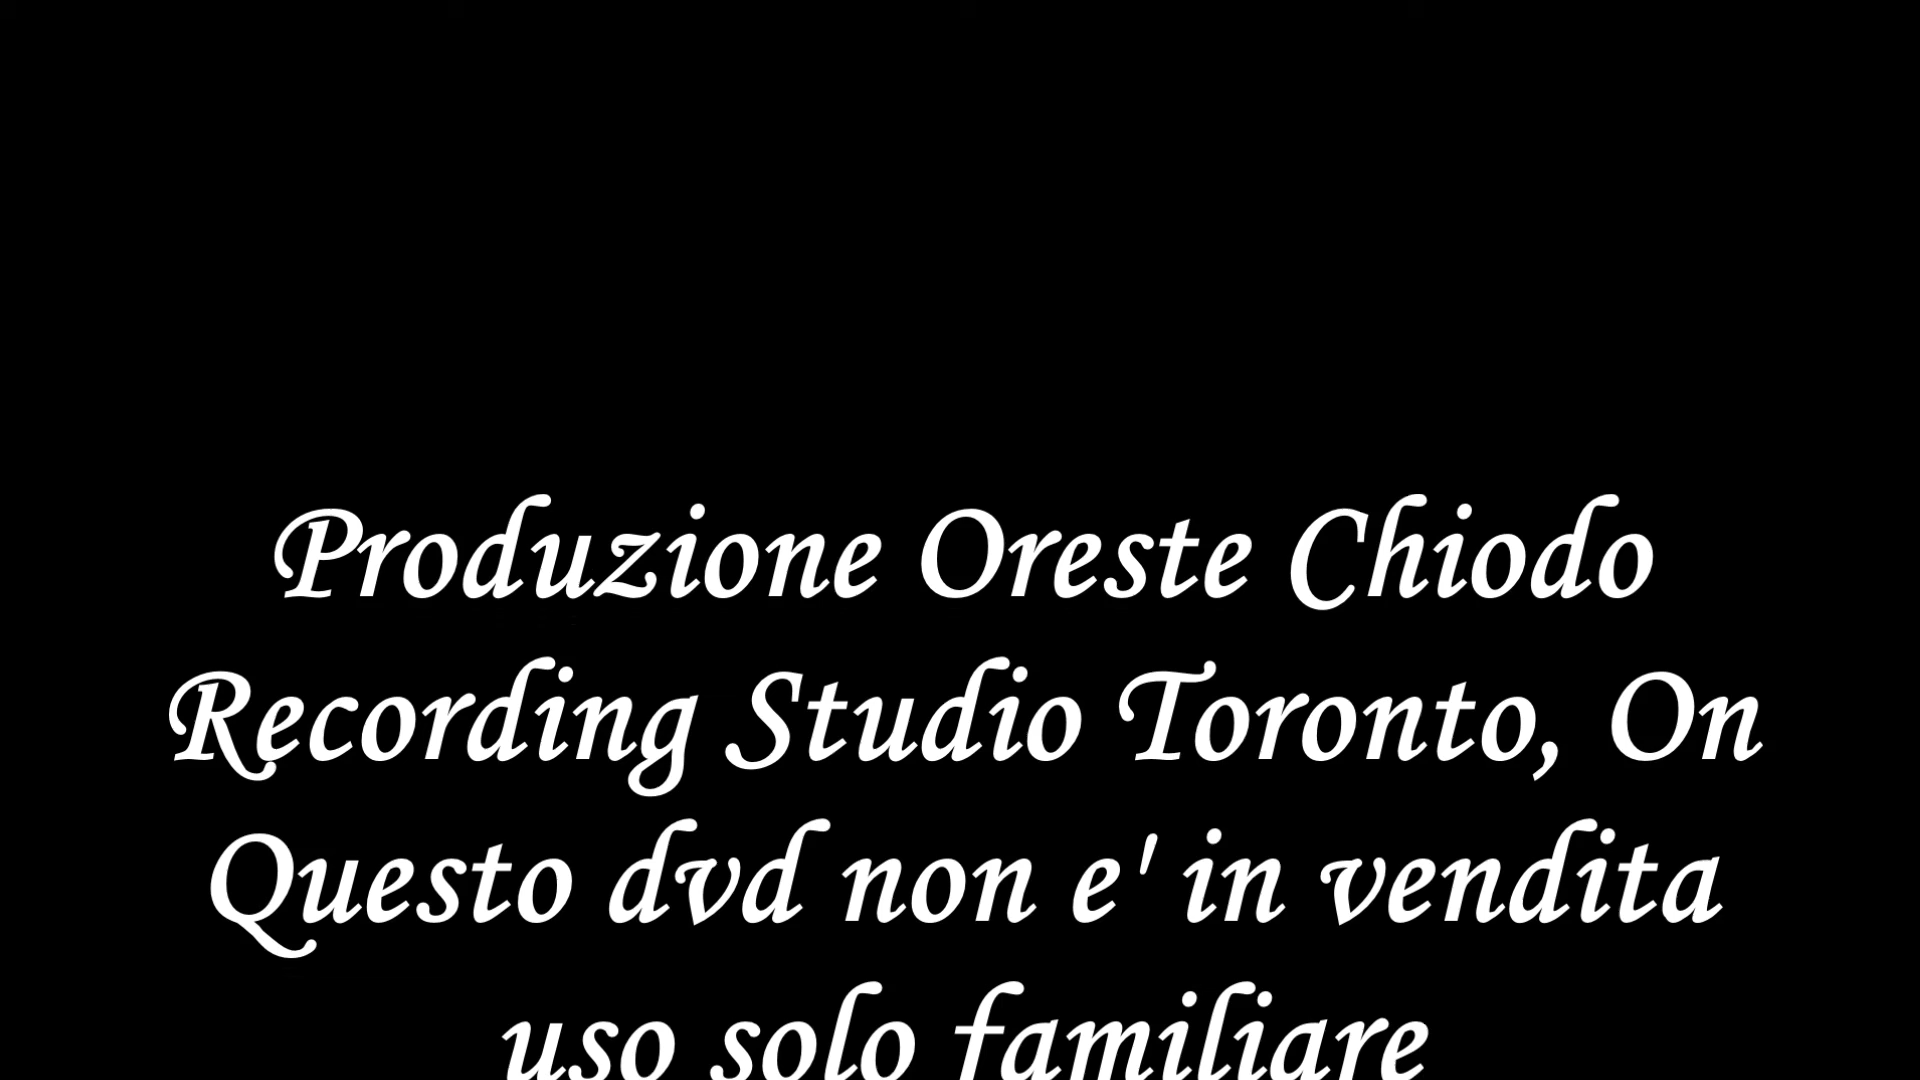 Produzione Oreste Chiodo
Recording Studio Toronto, On
Questo dvd non e' in vendita
uso solo familiare